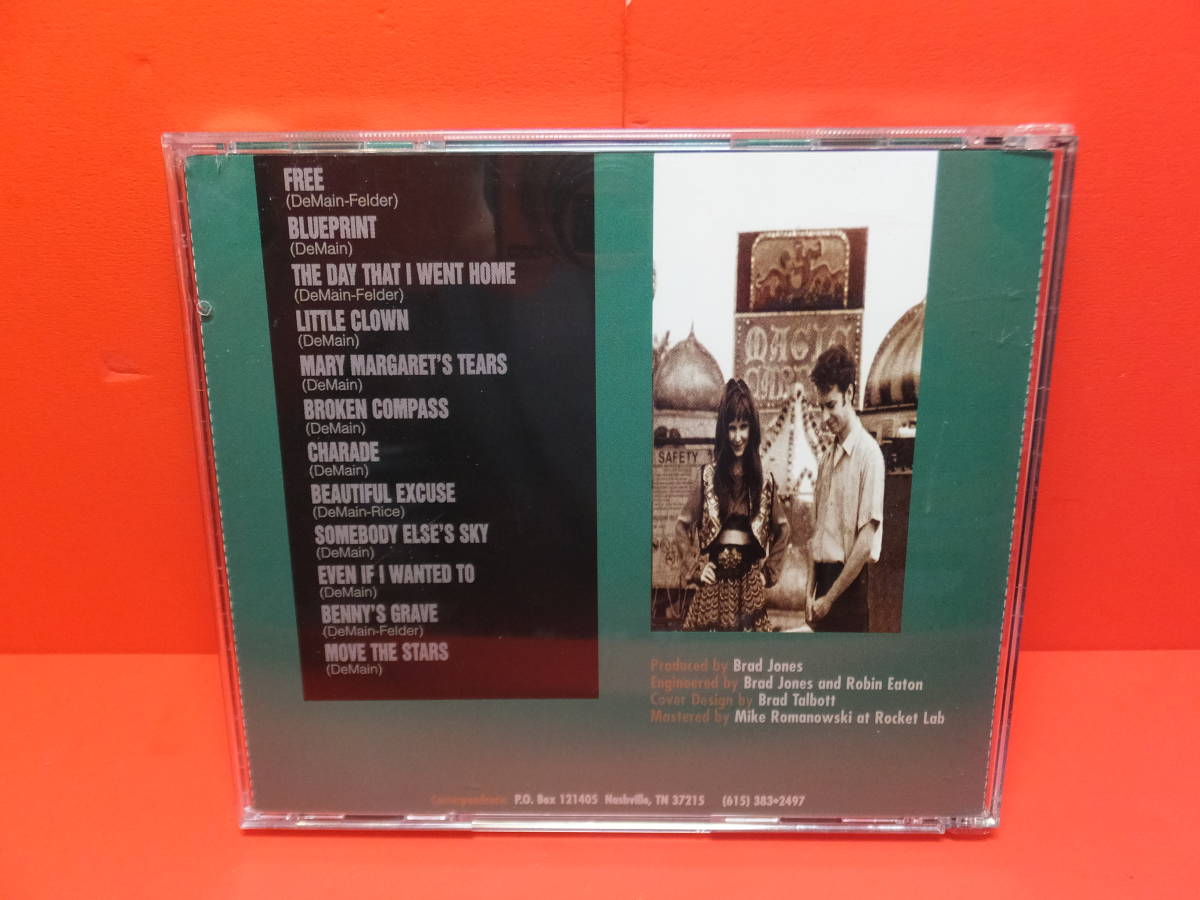 FREE
(DeMain-Felder)
BLUEPRINT
(DeMain)
THE DAY THAT I WENT HOME
(DeMain-Felder)
LITTLE CLOWN
(DeMain)
MARY MARGARET'S TEARS
(DeMain)
BROKEN COMPASS
(DeMain)
CHARADE
(DeMain)
BEAUTIFUL EXCUSE
(DeMain-Rice)
SOMEBODY ELSE'S SKY
(DeMain)
EVEN IF I WANTED TO
(DeMain)
BENNY'S GRAVE
(DeMain-Felder)
MOVE THE STARS
(DeMain)
MAGIC
SAFETY
Produced by Brad Jones
Engineered by Brad Jones and Robin Eaton
Cover Design by Brad Talbott
Mastered by Mike Romanowski at Rocket Lab
Correspondence: P.O. Box 121405 Nashville, TN 37215 (615) 383•2497